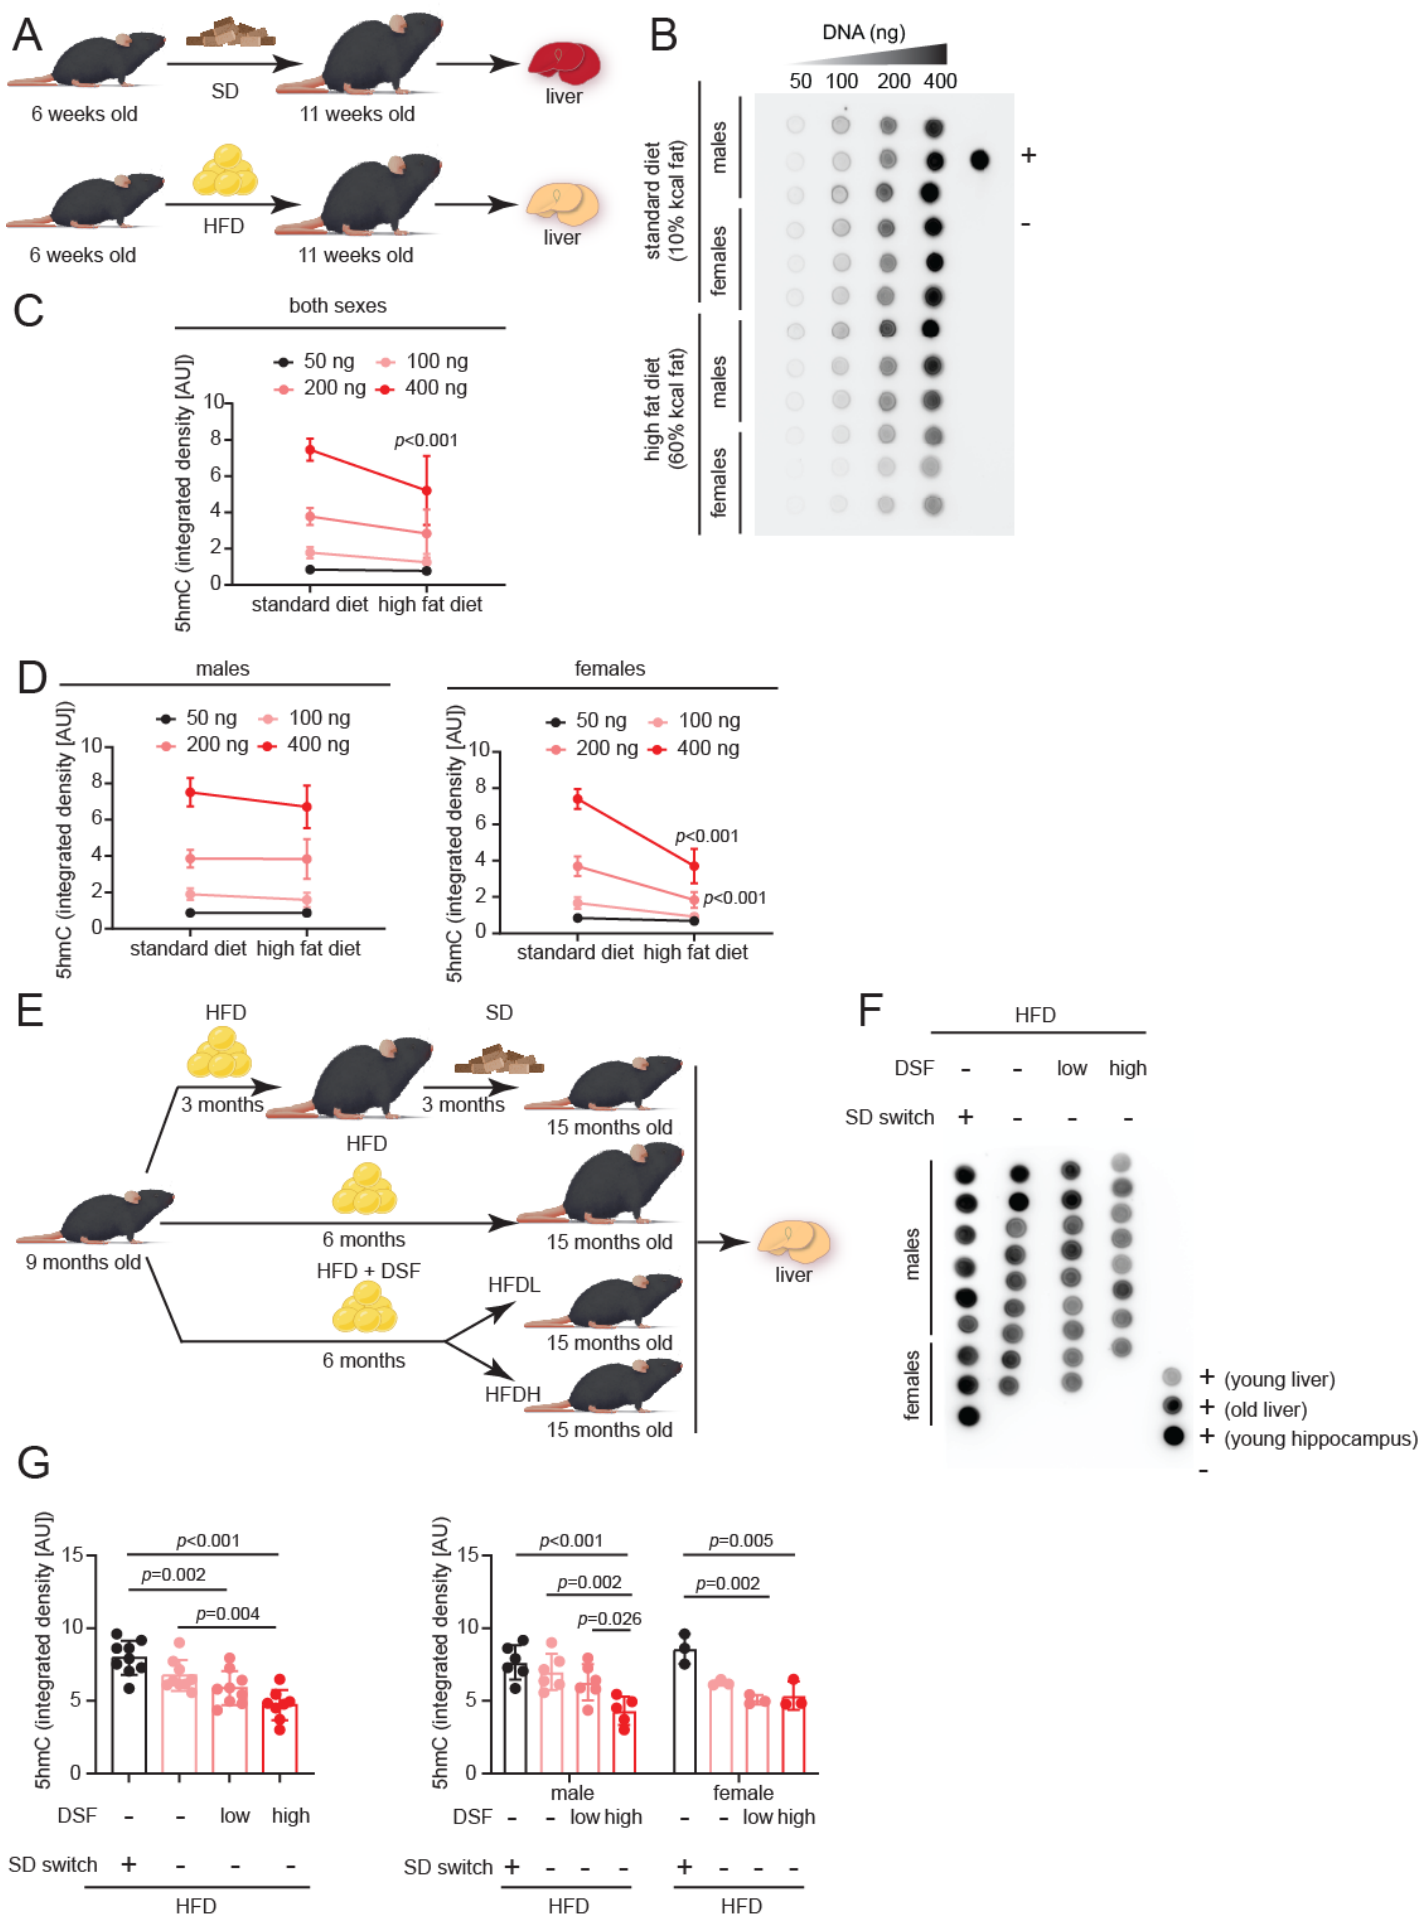 A
SD
6 weeks old
11 weeks old
liver
HFD
6 weeks old
11 weeks old
liver
B
DNA (ng)
50 100 200 400
standard diet
(10% kcal fat)
males
females
high fat diet
(60% kcal fat)
males
females
+
-
C
both sexes
50 ng 100 ng
200 ng 400 ng
5hmC (integrated density [AU])
10
8
6
4
2
0
p<0.001
standard diet high fat diet
D
males
50 ng 100 ng
200 ng 400 ng
5hmC (integrated density [AU])
10
8
6
4
2
0
standard diet high fat diet
females
50 ng 100 ng
200 ng 400 ng
5hmC (integrated density [AU])
10
8
6
4
2
0
p<0.001
p<0.001
standard diet high fat diet
E
HFD
SD
3 months
3 months
15 months old
HFD
6 months
15 months old
9 months old
HFD + DSF
6 months
HFDL
15 months old
HFDH
15 months old
liver
F
HFD
DSF - - low high
SD switch + - - -
males
females
+ (young liver)
+ (old liver)
+ (young hippocampus)
-
G
5hmC (integrated density [AU])
15
10
5
0
p<0.001
p=0.002
p=0.004
DSF - - low high
SD switch + - - -
HFD
5hmC (integrated density [AU)
15
10
5
0
p<0.001
p=0.002
p=0.026
p=0.005
p=0.002
male female
DSF - - low high - - low high
SD switch + - - - + - - -
HFD HFD